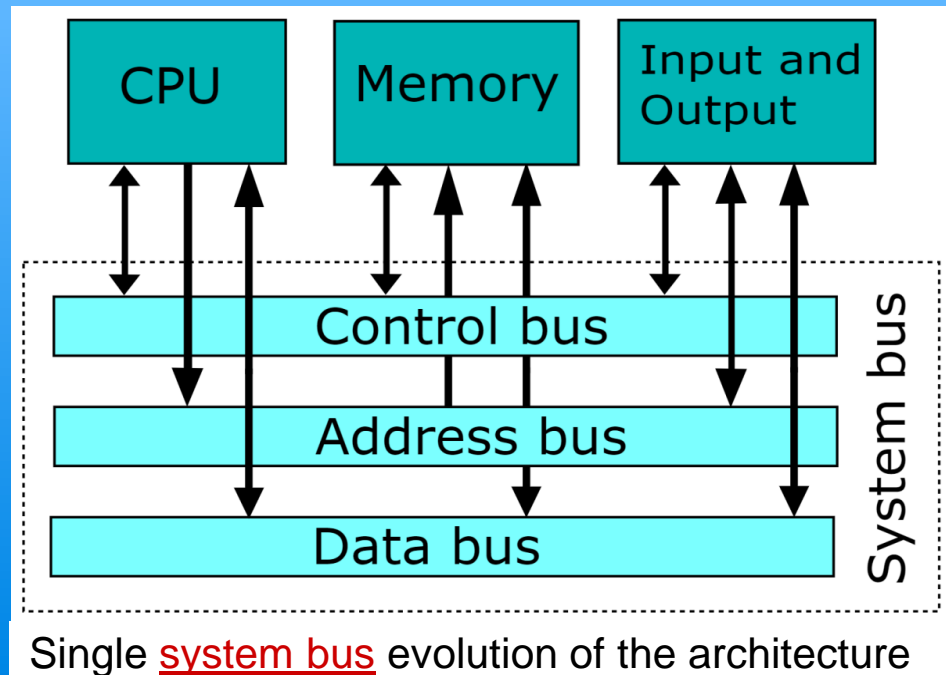 CPU
Memory
Input and
Output
Control bus
Address bus
Data bus
System bus
Single system bus evolution of the architecture